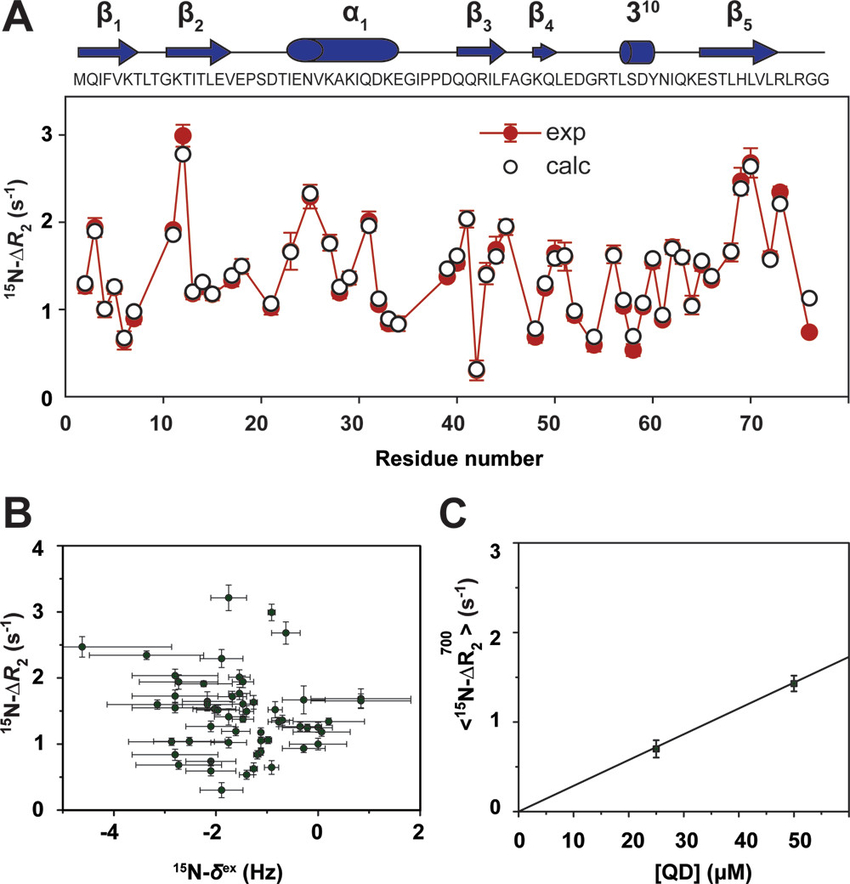 A
β1 β2 α1 β3 β4 3¹⁰ β5
MQIFVKTLTGKTITLEVEPSDTIENVKAKIQDKEGIPPDQQRILFAGKQLEDGRTLSDYNIQKESTLHLVLRLRGG
¹⁵N-ΔR₂ (s⁻¹)
3
2
1
0
exp
calc
0 10 20 30 40 50 60 70
Residue number
B
¹⁵N-ΔR₂ (s⁻¹)
4
3
2
1
0
-4 -2 0 2
¹⁵N-δᵉˣ (Hz)
C
<¹⁵N-ΔR₂⁷⁰⁰> (s⁻¹)
3
2
1
0
0 10 20 30 40 50 60
[QD] (µM)